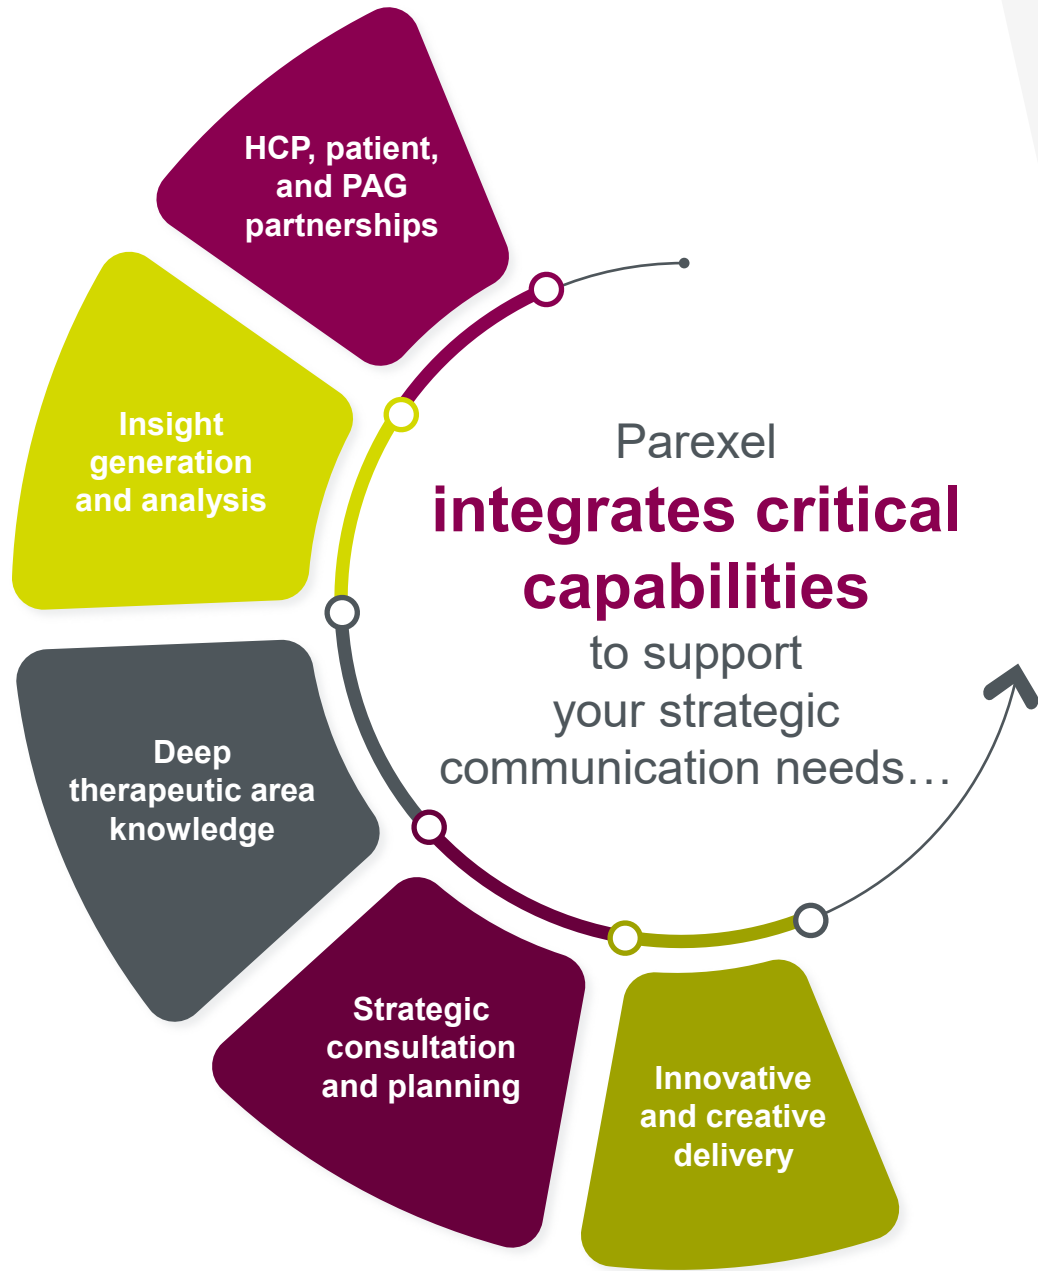 HCP, patient,
and PAG
partnerships
Insight
generation
and analysis
Deep
therapeutic area
knowledge
Strategic
consultation
and planning
Innovative
and creative
delivery
Parexel
integrates critical
capabilities
to support
your strategic
communication needs…